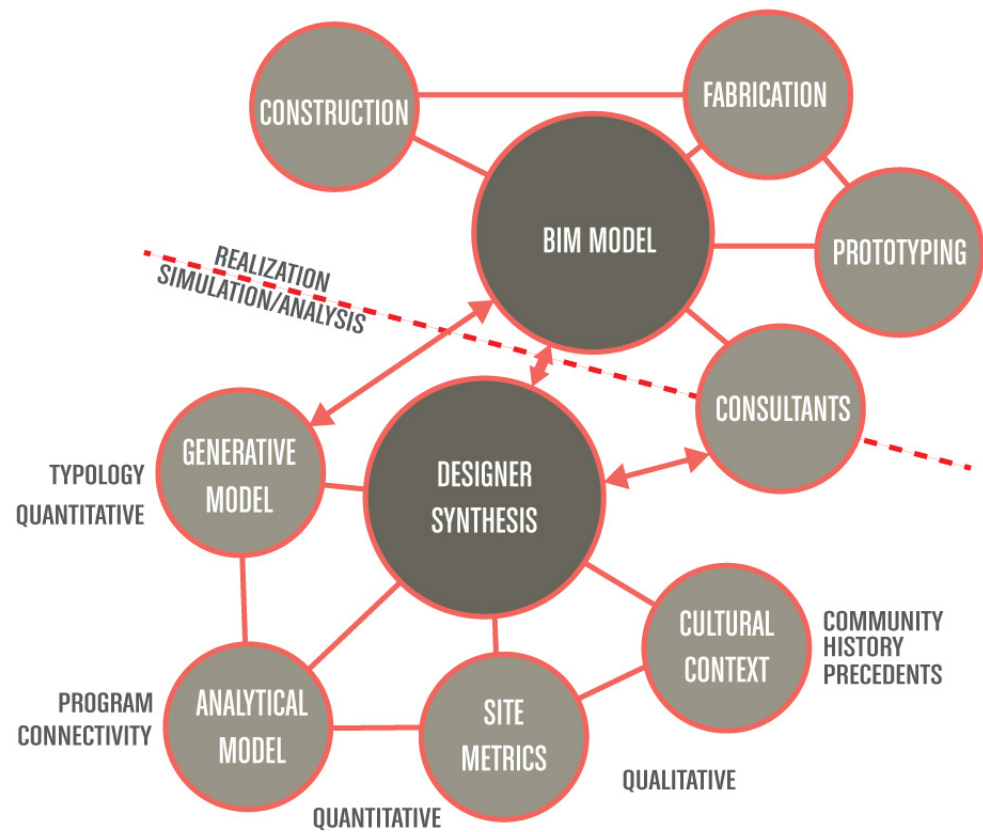 CONSTRUCTION
FABRICATION
BIM MODEL
PROTOTYPING
REALIZATION
SIMULATION/ANALYSIS
CONSULTANTS
GENERATIVE
MODEL
TYPOLOGY
QUANTITATIVE
DESIGNER
SYNTHESIS
CULTURAL
CONTEXT
COMMUNITY
HISTORY
PRECEDENTS
PROGRAM
CONNECTIVITY
ANALYTICAL
MODEL
SITE
METRICS
QUALITATIVE
QUANTITATIVE